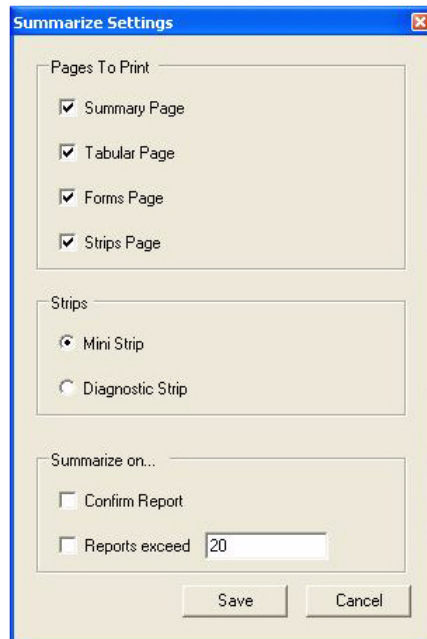 Summarize Settings
Pages To Print
Summary Page
Tabular Page
Forms Page
Strips Page
Strips
Mini Strip
Diagnostic Strip
Summarize on...
Confirm Report
Reports exceed 20
Save Cancel